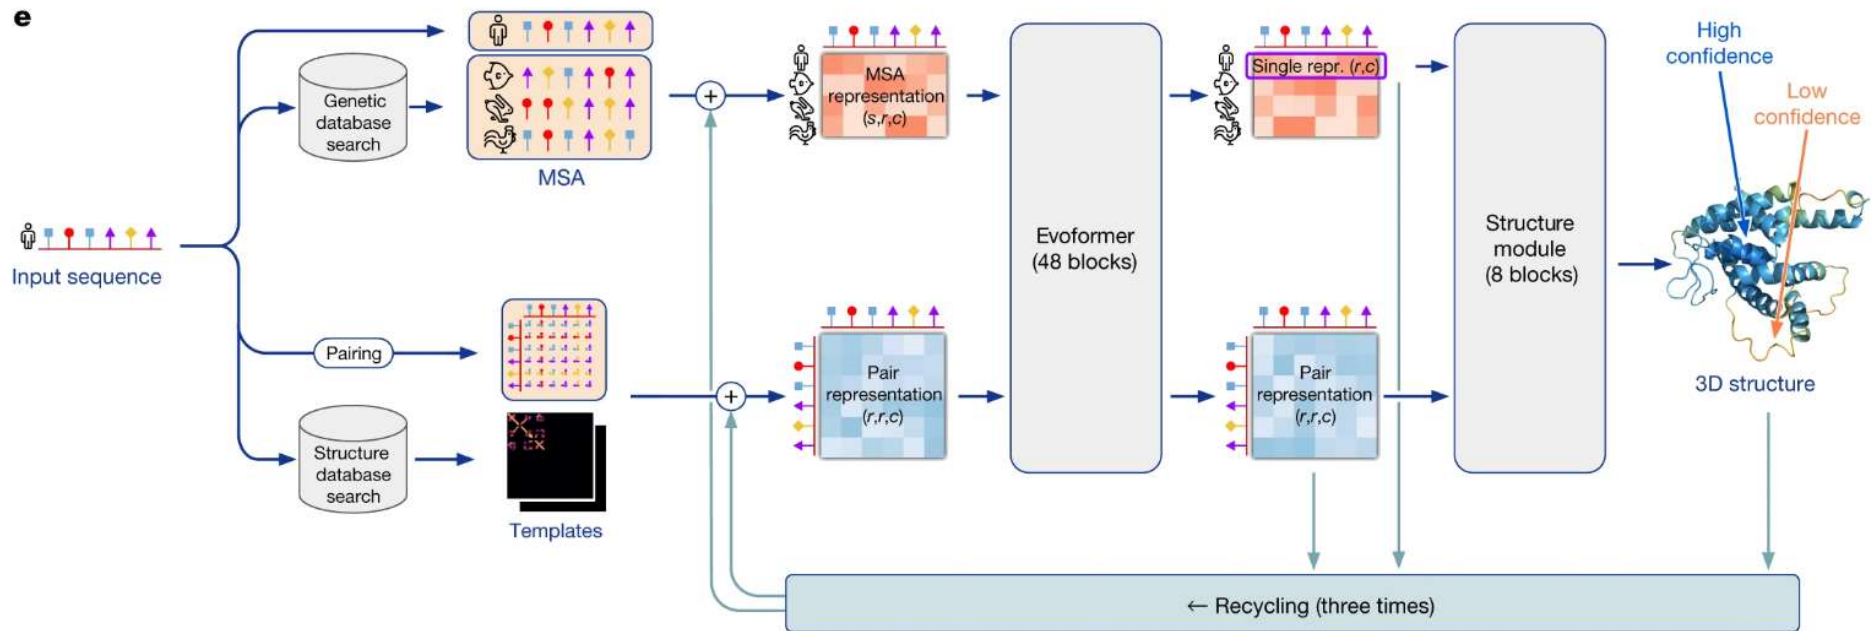 e
Input sequence
Genetic
database
search
MSA
Pairing
Structure
database
search
Templates
+
+
MSA
representation
(s,r,c)
Pair
representation
(r,r,c)
Evoformer
(48 blocks)
Single repr. (r,c)
Pair
representation
(r,r,c)
Structure
module
(8 blocks)
High
confidence
Low
confidence
3D structure
← Recycling (three times)